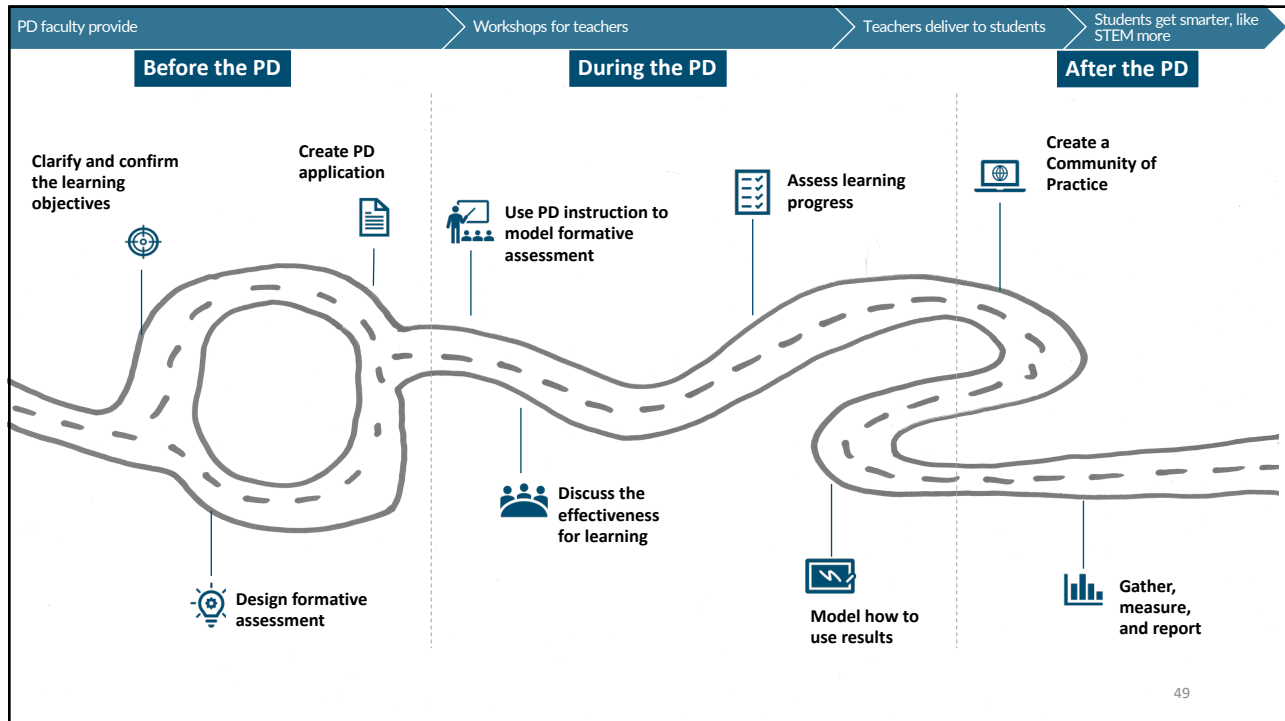 PD faculty provide
Workshops for teachers
Teachers deliver to students
Students get smarter, like
STEM more
Before the PD
During the PD
After the PD
Clarify and confirm
the learning
objectives
Create PD
application
Design formative
assessment
Use PD instruction to
model formative
assessment
Discuss the
effectiveness
for learning
Assess learning
progress
Model how to
use results
Create a
Community of
Practice
Gather,
measure,
and report
49